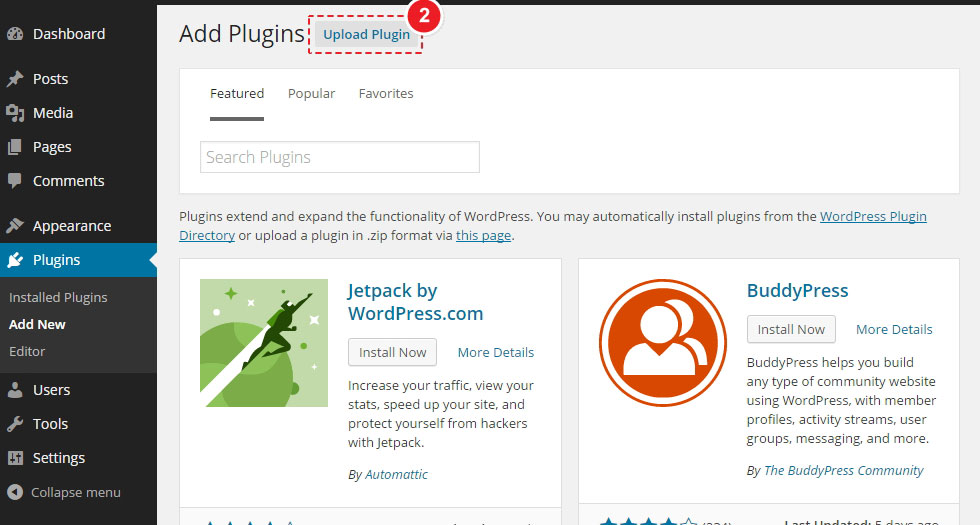 Dashboard
Posts
Media
Pages
Comments
Appearance
Plugins
Installed Plugins
Add New
Editor
Users
Tools
Settings
Collapse menu
Add Plugins
Upload Plugin
2
Featured Popular Favorites
Search Plugins
Plugins extend and expand the functionality of WordPress. You may automatically install plugins from the WordPress Plugin
Directory or upload a plugin in .zip format via this page.
Jetpack by
WordPress.com
Install Now More Details
Increase your traffic, view your
stats, speed up your site, and
protect yourself from hackers
with Jetpack.
By Automattic
BuddyPress
Install Now More Details
BuddyPress helps you build
any type of community website
using WordPress, with member
profiles, activity streams, user
groups, messaging, and more.
By The BuddyPress Community
Last Updated: 5 days ago